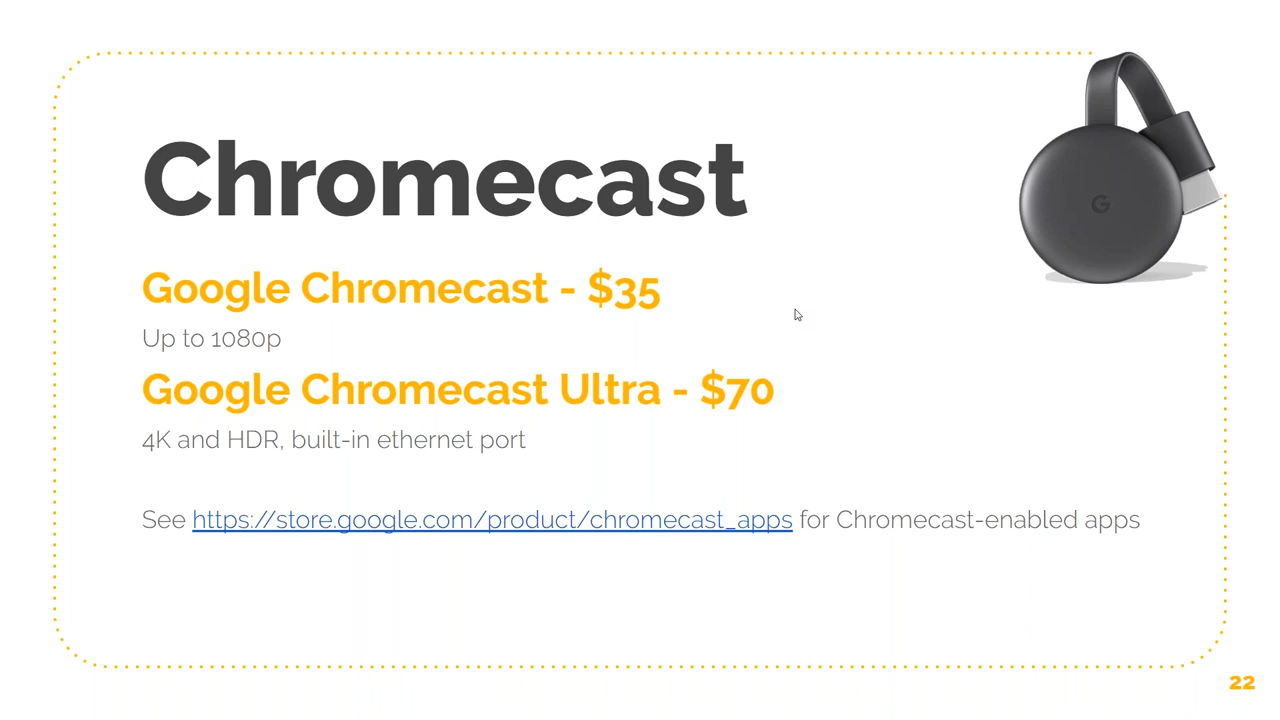 Chromecast
Google Chromecast - $35
Up to 1080p
Google Chromecast Ultra - $70
4K and HDR, built-in ethernet port
See https://store.google.com/product/chromecast_apps for Chromecast-enabled apps
G
22